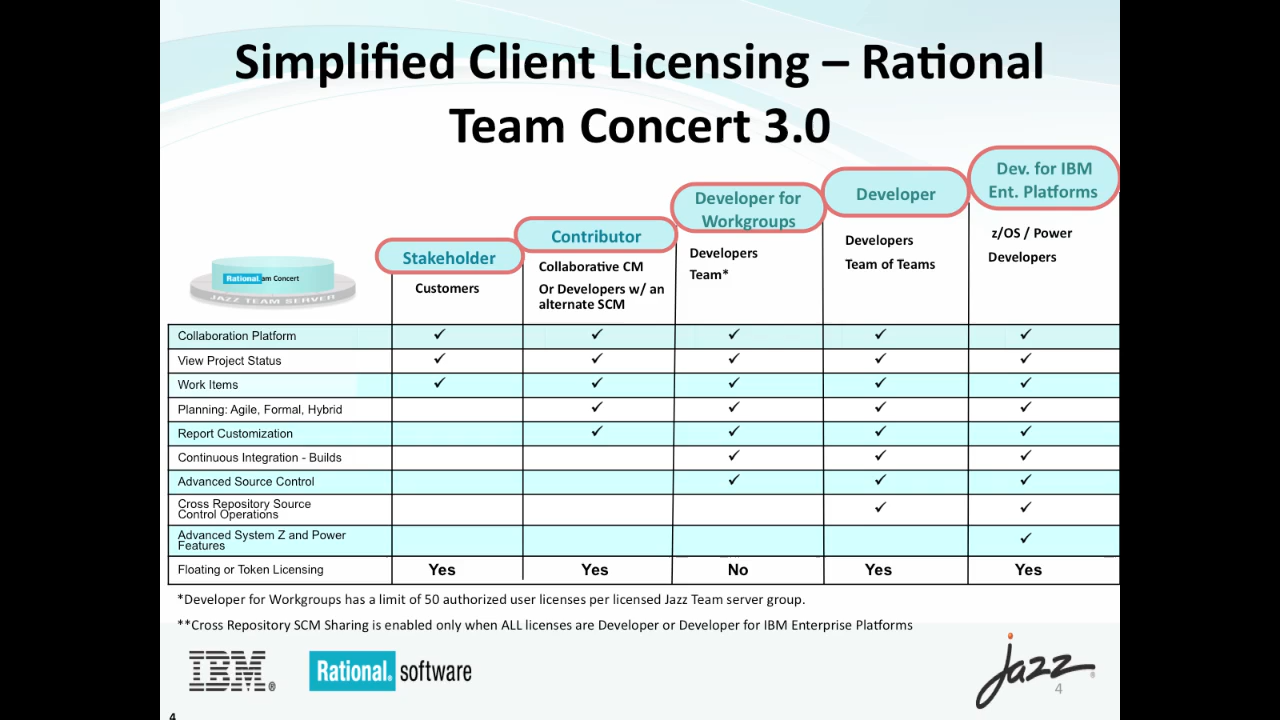 Simplified Client Licensing – Rational
Team Concert 3.0
Stakeholder
Contributor
Developer for
Workgroups
Developer
Dev. for IBM
Ent. Platforms
Rational am Concert
JAZZ TEAM SERVER
Customers
Collaborative CM
Or Developers w/ an
alternate SCM
Developers
Team*
Developers
Team of Teams
z/OS / Power
Developers
Collaboration Platform ✓ ✓ ✓ ✓ ✓
View Project Status ✓ ✓ ✓ ✓ ✓
Work Items ✓ ✓ ✓ ✓ ✓
Planning: Agile, Formal, Hybrid ✓ ✓ ✓ ✓
Report Customization ✓ ✓ ✓ ✓
Continuous Integration - Builds ✓ ✓ ✓
Advanced Source Control ✓ ✓ ✓
Cross Repository Source
Control Operations ✓ ✓
Advanced System Z and Power
Features ✓
Floating or Token Licensing Yes Yes No Yes Yes
*Developer for Workgroups has a limit of 50 authorized user licenses per licensed Jazz Team server group.
**Cross Repository SCM Sharing is enabled only when ALL licenses are Developer or Developer for IBM Enterprise Platforms
IBM®
Rational. software
jazz ®
4
4